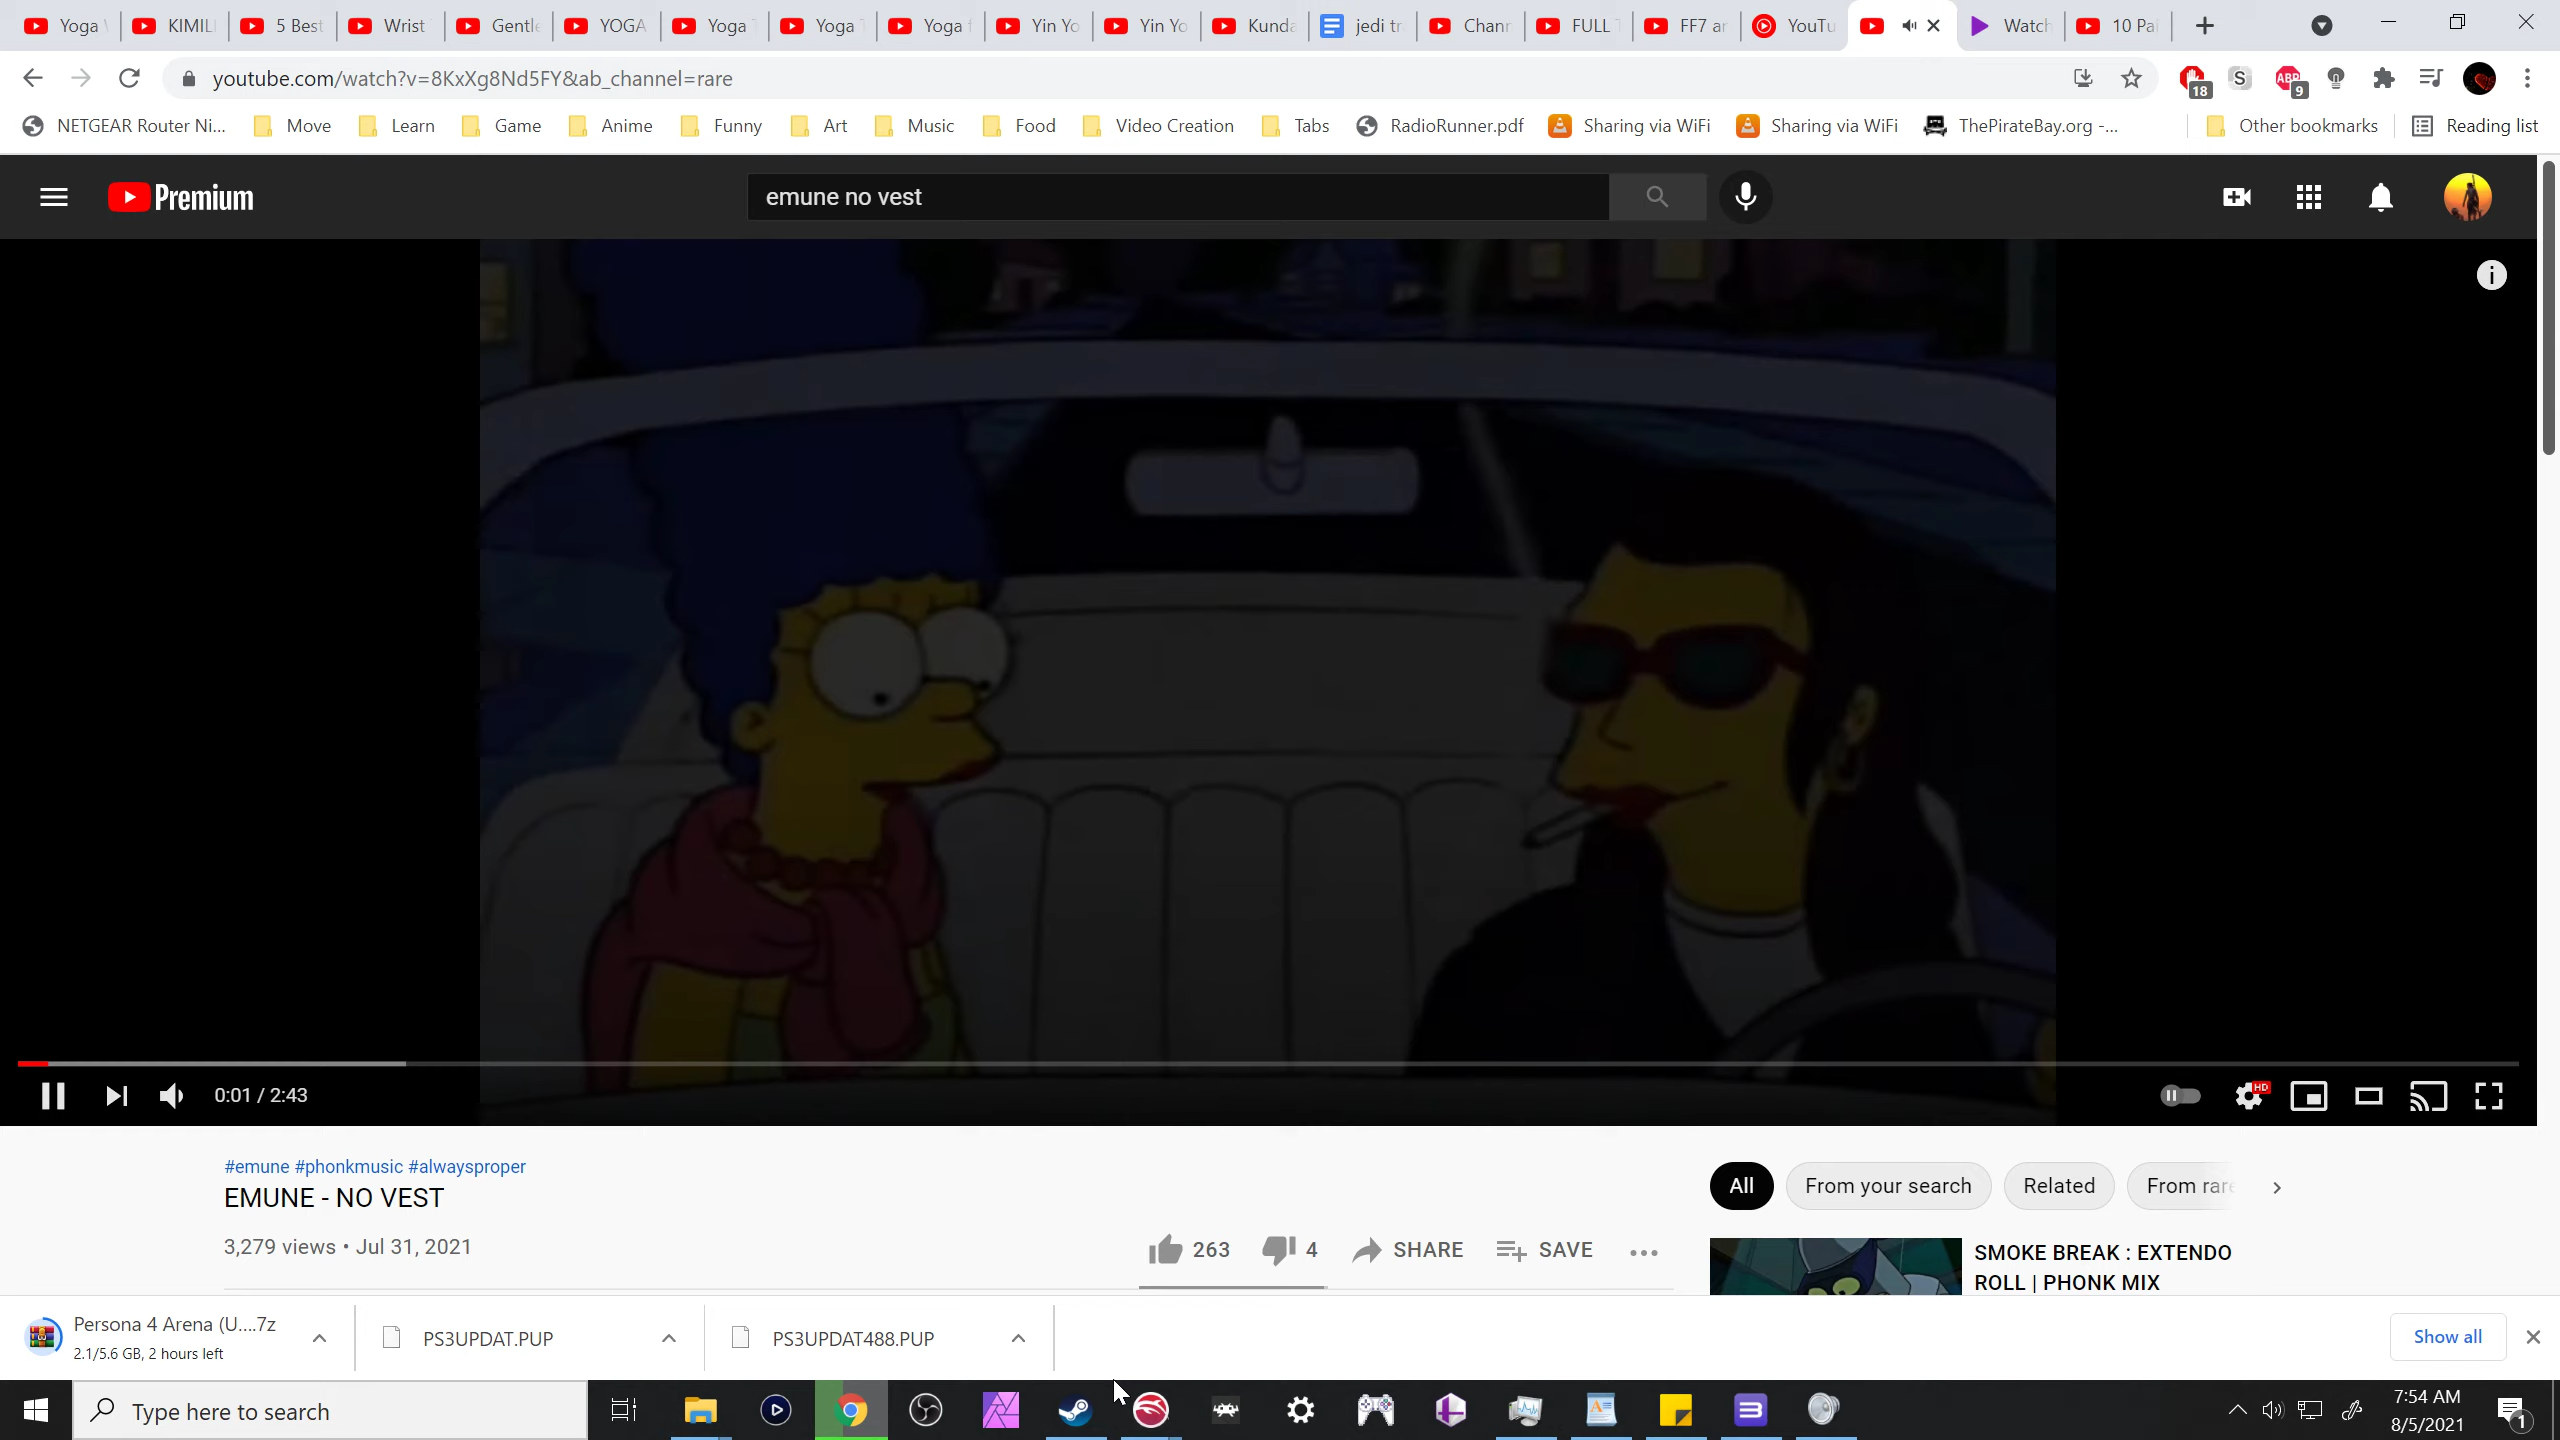 Yoga
KIMIL
5 Best
Wrist
Gentle
YOGA
Yoga
Yoga
Yoga f
Yin Yo
Yin Yo
Kunda
jedi tr
Chann
FULL
FF7 ar
YouTu
Watch
10 Pai
youtube.com/watch?v=8KxXg8Nd5FY&ab_channel=rare
18
S
ABP
9
NETGEAR Router Ni...
Move
Learn
Game
Anime
Funny
Art
Music
Food
Video Creation
Tabs
RadioRunner.pdf
Sharing via WiFi
Sharing via WiFi
ThePirateBay.org -...
Other bookmarks
Reading list
Premium
emune no vest
0:01 / 2:43
HD
#emune #phonkmusic #alwaysproper
EMUNE - NO VEST
3,279 views • Jul 31, 2021
263
4
SHARE
SAVE
All
From your search
Related
From rare
SMOKE BREAK : EXTENDO
ROLL | PHONK MIX
Persona 4 Arena (U....7z
2.1/5.6 GB, 2 hours left
PS3UPDAT.PUP
PS3UPDAT488.PUP
Show all
Type here to search
7:54 AM
8/5/2021
1